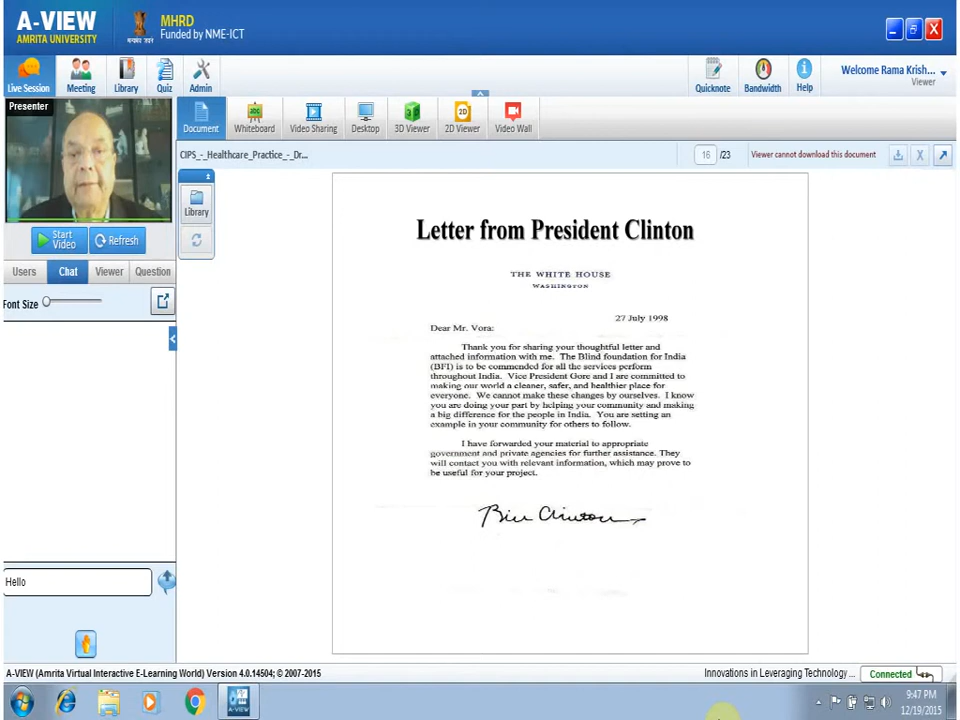 A-VIEW
AMRITA UNIVERSITY
MHRD
Funded by NME-ICT
Live Session
Meeting
Library
Quiz
Admin
Quicknote
Bandwidth
Help
Welcome Rama Krish...
Viewer
Presenter
Document
Whiteboard
Video Sharing
Desktop
3D Viewer
2D Viewer
Video Wall
CIPS_-_Healthcare_Practice_-_Dr...
16 /23
Viewer cannot download this document
Library
Start Video
Refresh
Users
Chat
Viewer
Question
Font Size
Letter from President Clinton
THE WHITE HOUSE
WASHINGTON
27 July 1998
Dear Mr. Vora:
Thank you for sharing your thoughtful letter and
attached information with me. The Blind foundation for India
(BFI) is to be commended for all the services perform
throughout India. Vice President Gore and I are committed to
making our world a cleaner, safer, and healthier place for
everyone. We cannot make these changes by ourselves. I know
you are doing your part by helping your community and making
a big difference for the people in India. You are setting an
example in your community for others to follow.
I have forwarded your material to appropriate
government and private agencies for further assistance. They
will contact you with relevant information, which may prove to
be useful for your project.
Bill Clinton
Hello
A-VIEW (Amrita Virtual Interactive E-Learning World) Version 4.0.14504; © 2007-2015
Innovations in Leveraging Technology ...
Connected
9:47 PM
12/19/2015